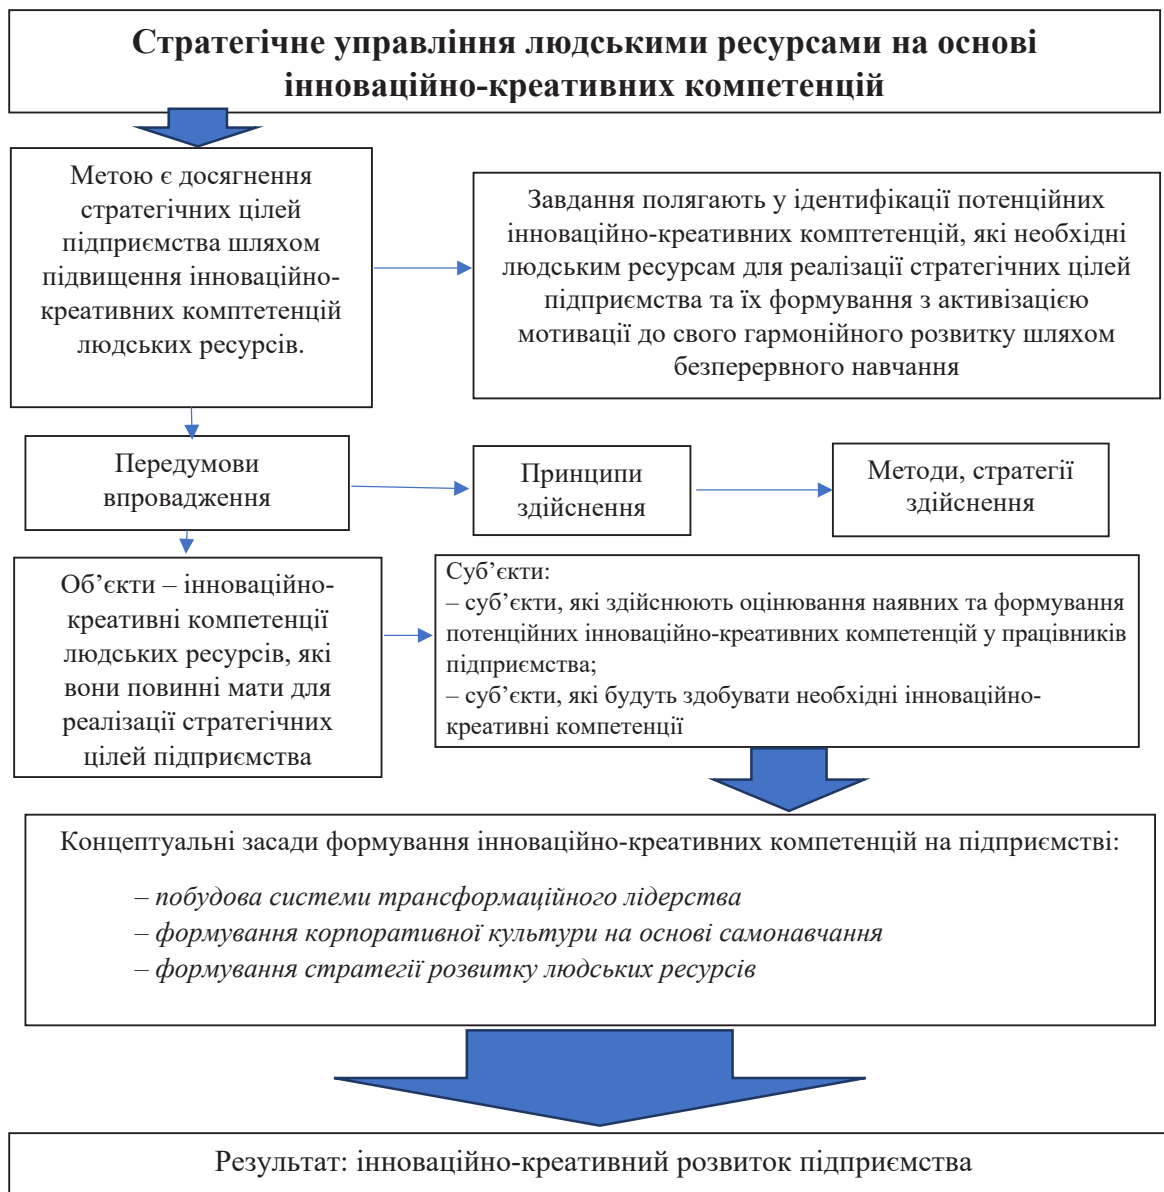 Стратегічне управління людськими ресурсами на основі
інноваційно-креативних компетенцій
Метою є досягнення
стратегічних цілей
підприємства шляхом
підвищення інноваційно-
креативних комптетенцій
людських ресурсів.
Завдання полягають у ідентифікації потенційних
інноваційно-креативних комптетенцій, які необхідні
людським ресурсам для реалізації стратегічних цілей
підприємства та їх формування з активізацією
мотивації до свого гармонійного розвитку шляхом
безперервного навчання
Передумови
впровадження
Принципи
здійснення
Методи, стратегії
здійснення
Об’єкти – інноваційно-
креативні компетенції
людських ресурсів, які
вони повинні мати для
реалізації стратегічних
цілей підприємства
Суб’єкти:
– суб’єкти, які здійснюють оцінювання наявних та формування
потенційних інноваційно-креативних компетенцій у працівників
підприємства;
– суб’єкти, які будуть здобувати необхідні інноваційно-
креативні компетенції
Концептуальні засади формування інноваційно-креативних компетенцій на підприємстві:
– побудова системи трансформаційного лідерства
– формування корпоративної культури на основі самонавчання
– формування стратегії розвитку людських ресурсів
Результат: інноваційно-креативний розвиток підприємства